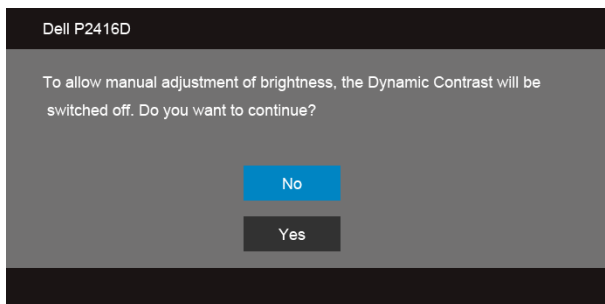 Dell P2416D
To allow manual adjustment of brightness, the Dynamic Contrast will be
switched off. Do you want to continue?
No
Yes